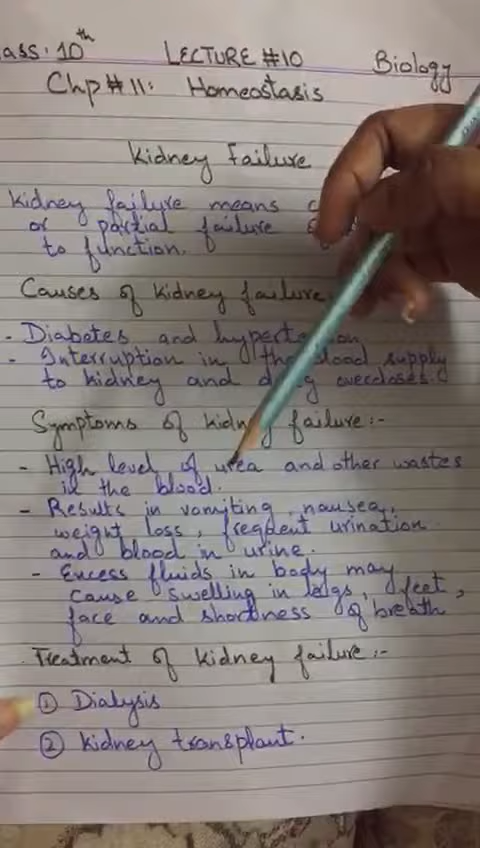 ass: 10th LECTURE #10 Biology
Chp # 11: Homeostasis
Kidney Failure
Kidney failure means
or partial failure
to function.
Causes of kidney failure
- Diabetes and hypertension
- Interruption in the blood supply
to kidney and drug overdoses.
Symptoms of kidney failure:-
- High level of urea and other wastes
in the blood.
- Results in vomiting, nausea,
weight loss, frequent urination
and blood in urine.
- Excess fluids in body may
cause swelling in legs, feet,
face and shortness of breath
Treatment of kidney failure:-
① Dialysis
② Kidney transplant.